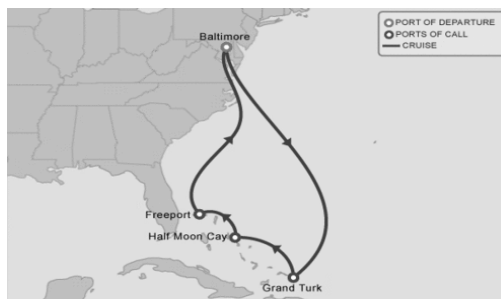 Baltimore
PORT OF DEPARTURE
PORTS OF CALL
CRUISE
Freeport
Half Moon Cay
Grand Turk